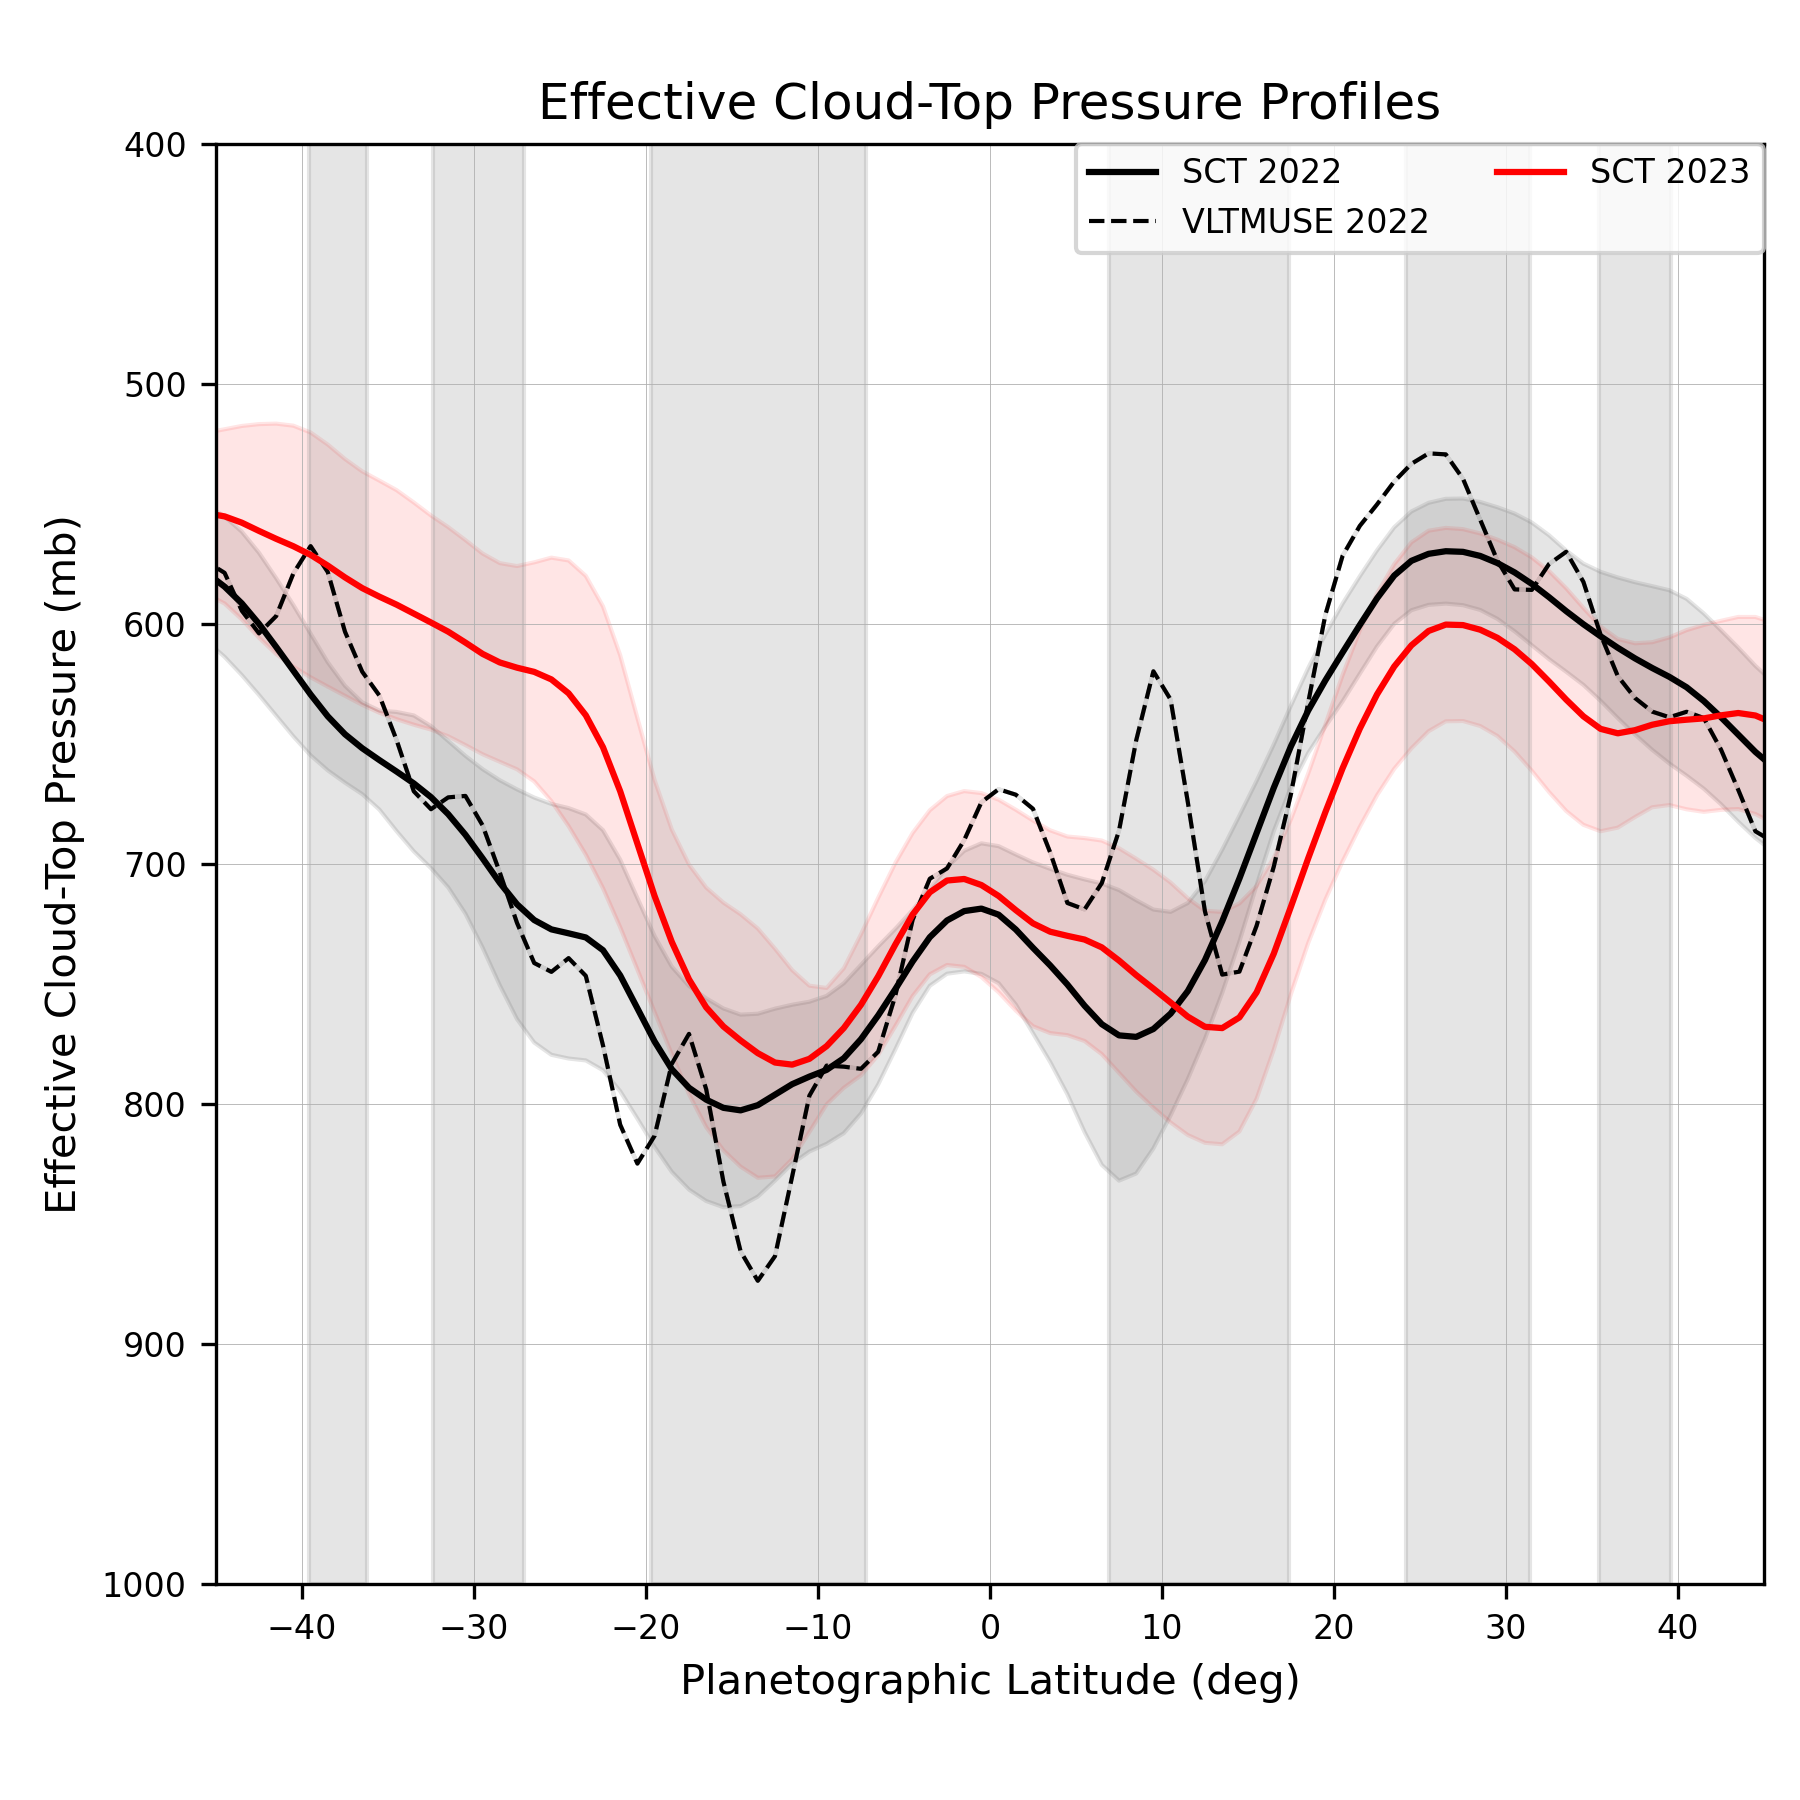 Effective Cloud-Top Pressure Profiles
SCT 2022
VLTMUSE 2022
SCT 2023
Effective Cloud-Top Pressure (mb)
400
500
600
700
800
900
1000
−40 −30 −20 −10 0 10 20 30 40
Planetographic Latitude (deg)